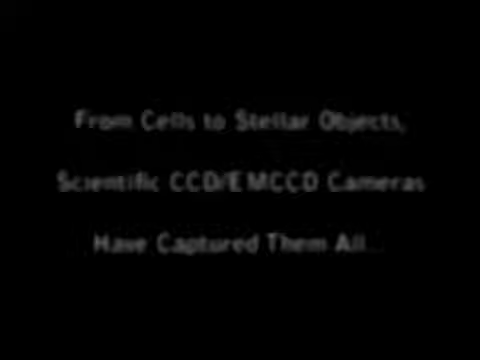 From Cells to Stellar Objects,
Scientific CCD/EMCCD Cameras
Have Captured Them All...